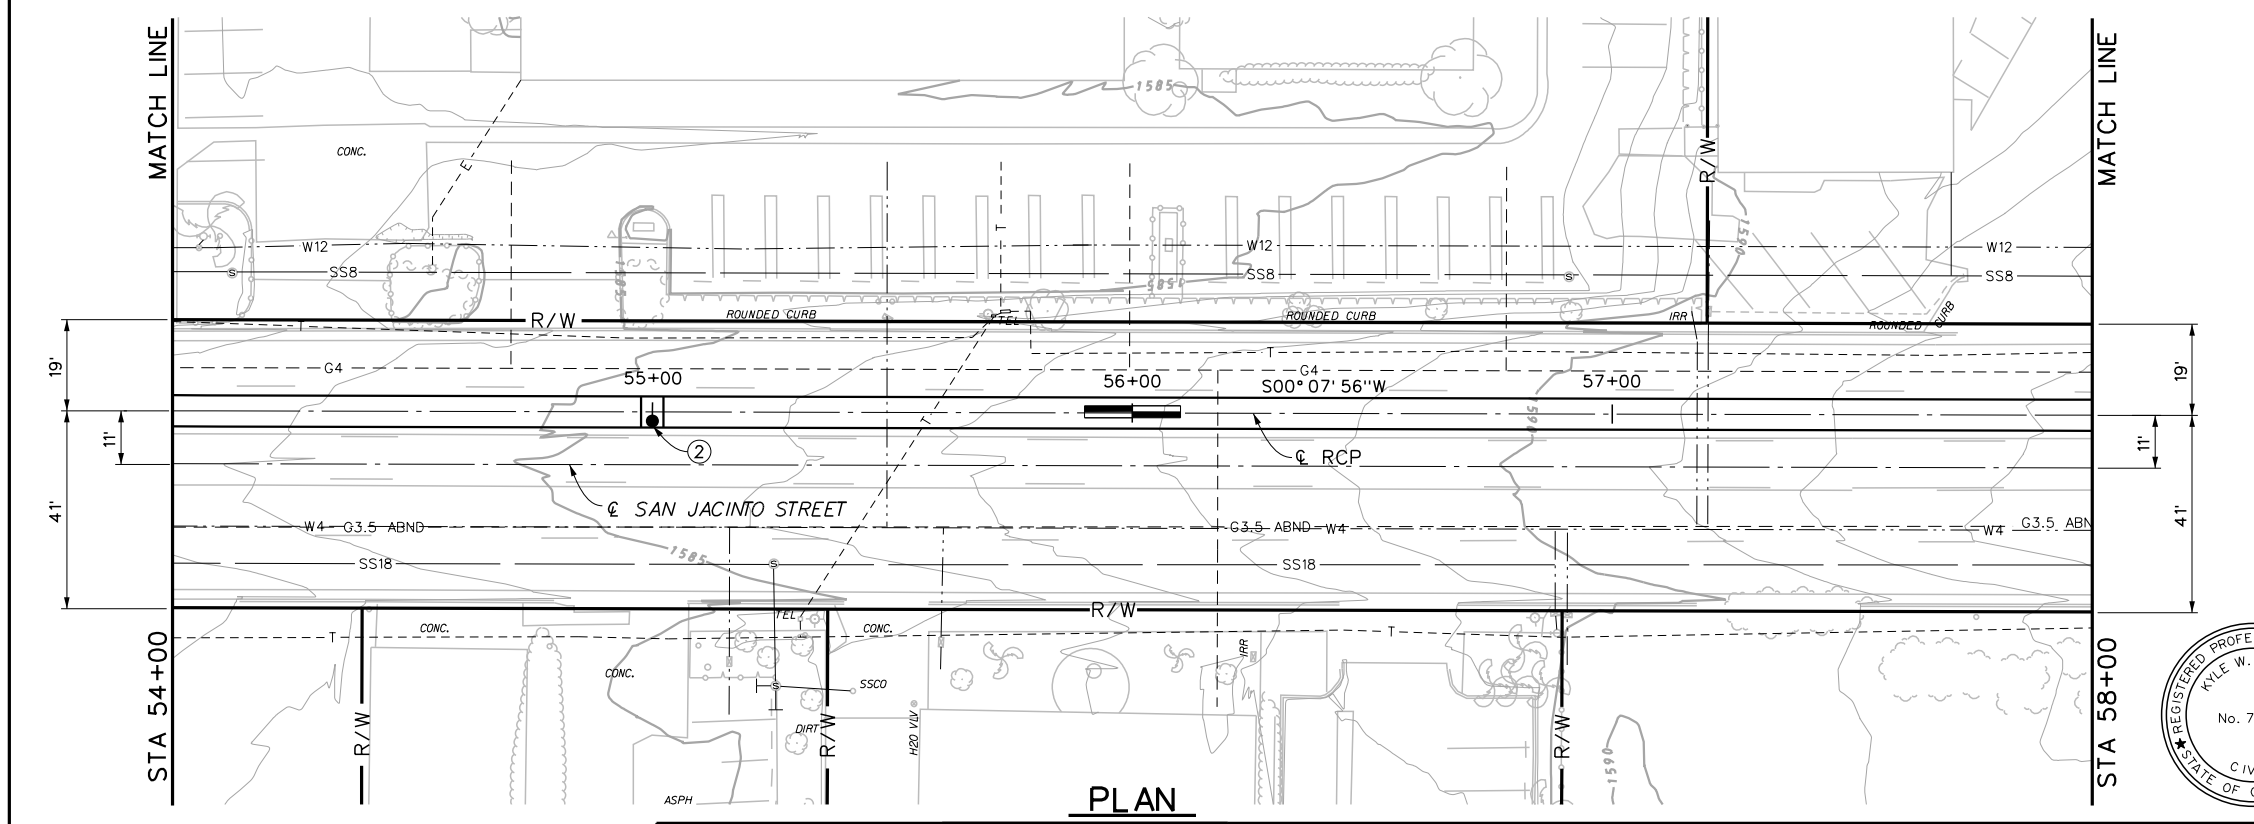 MATCH LINE
MATCH LINE
1585
R/W
CONC.
E
1590
T
W12
W12
W12
SS8
SS8
SS8
1585
1585
R/W
ROUNDED CURB
TEL
ROUNDED CURB
IRR
ROUNDED CURB
T
T
19'
19'
G4
G4
55+00
56+00
S00°07'56"W
57+00
1590
11'
11'
2
T
℄ RCP
℄ SAN JACINTO STREET
41'
41'
W4
G3.5 ABND
G3.5 ABND
W4
W4
G3.5 ABN
1585
SS18
SS18
R/W
TEL
T
CONC.
CONC.
T
IRR
CONC.
SSCO
R/W
DIRT
R/W
H2O VLV
R/W
1590
ASPH
STA 54+00
STA 58+00
PLAN
REGISTERED PROFE
KYLE W.
No. 7
CIV
STATE OF C